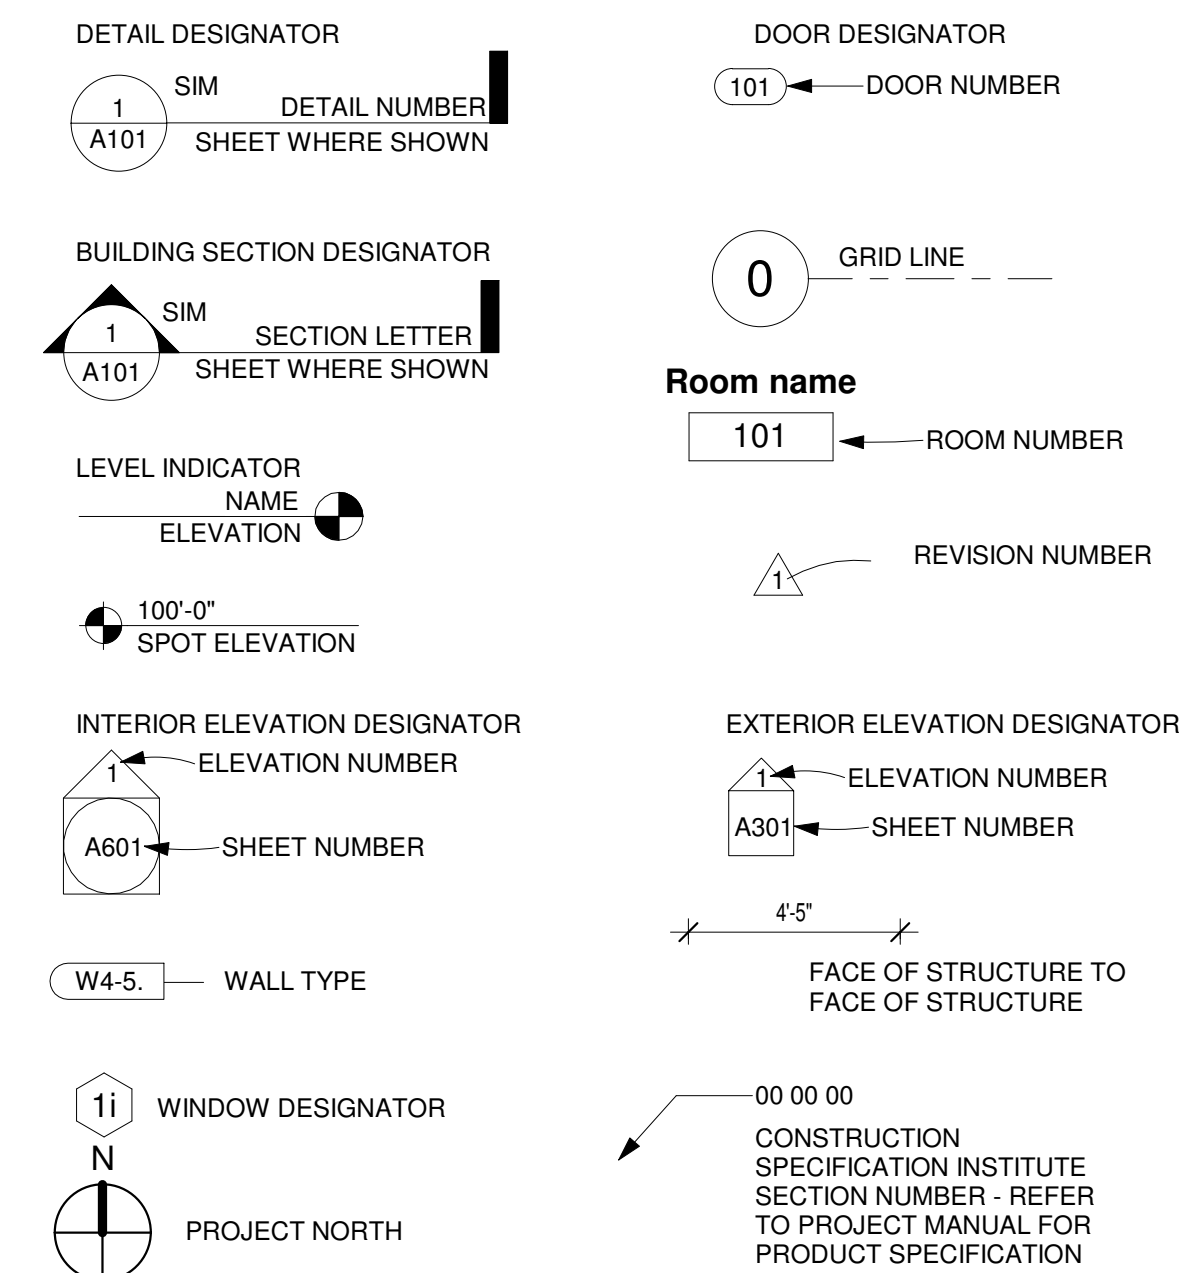 DETAIL DESIGNATOR
1
SIM
DETAIL NUMBER
A101
SHEET WHERE SHOWN
BUILDING SECTION DESIGNATOR
1
SIM
SECTION LETTER
A101
SHEET WHERE SHOWN
LEVEL INDICATOR
NAME
ELEVATION
100'-0"
SPOT ELEVATION
INTERIOR ELEVATION DESIGNATOR
1
ELEVATION NUMBER
A601
SHEET NUMBER
W4-5.
WALL TYPE
1i
WINDOW DESIGNATOR
N
PROJECT NORTH
DOOR DESIGNATOR
101
DOOR NUMBER
0
GRID LINE
Room name
101
ROOM NUMBER
1
REVISION NUMBER
EXTERIOR ELEVATION DESIGNATOR
1
ELEVATION NUMBER
A301
SHEET NUMBER
4'-5"
FACE OF STRUCTURE TO
FACE OF STRUCTURE
00 00 00
CONSTRUCTION
SPECIFICATION INSTITUTE
SECTION NUMBER - REFER
TO PROJECT MANUAL FOR
PRODUCT SPECIFICATION